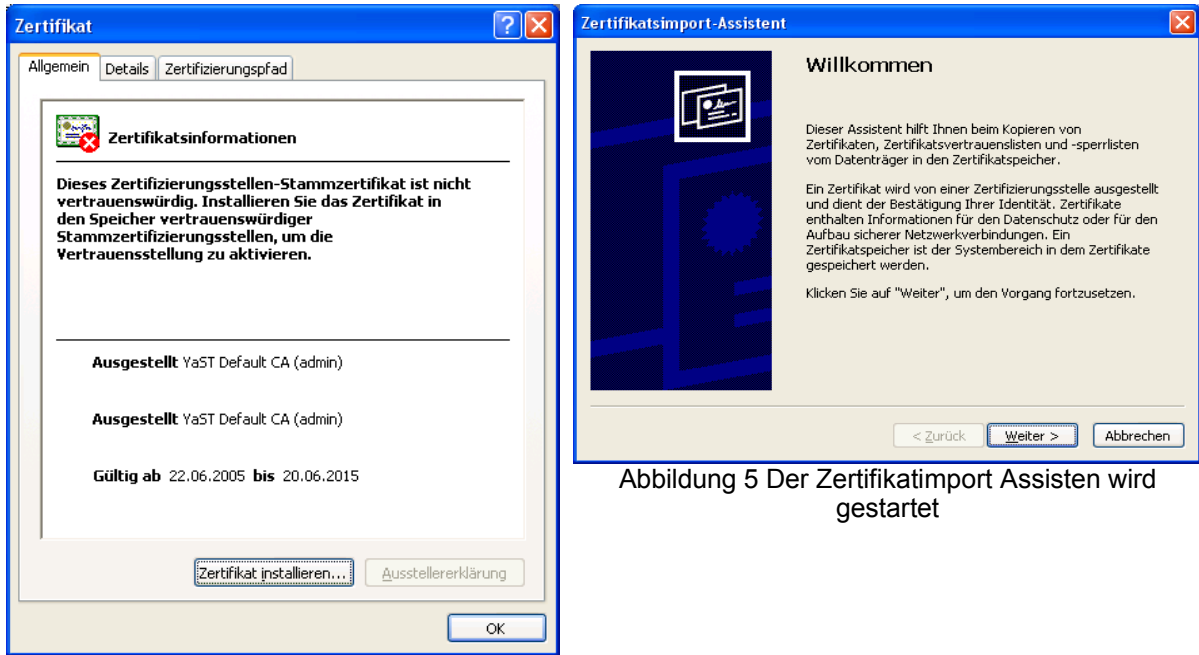 Zertifikat
Allgemein
Details
Zertifizierungspfad
Zertifikatsinformationen
Dieses Zertifizierungsstellen-Stammzertifikat ist nicht
vertrauenswürdig. Installieren Sie das Zertifikat in
den Speicher vertrauenswürdiger
Stammzertifizierungsstellen, um die
Vertrauensstellung zu aktivieren.
Ausgestellt YaST Default CA (admin)
Ausgestellt YaST Default CA (admin)
Gültig ab 22.06.2005 bis 20.06.2015
Zertifikat installieren...
Ausstellererklärung
OK
Zertifikatsimport-Assistent
Willkommen
Dieser Assistent hilft Ihnen beim Kopieren von
Zertifikaten, Zertifikatsvertrauenslisten und -sperrlisten
vom Datenträger in den Zertifikatspeicher.
Ein Zertifikat wird von einer Zertifizierungsstelle ausgestellt
und dient der Bestätigung Ihrer Identität. Zertifikate
enthalten Informationen für den Datenschutz oder für den
Aufbau sicherer Netzwerkverbindungen. Ein
Zertifikatspeicher ist der Systembereich in dem Zertifikate
gespeichert werden.
Klicken Sie auf "Weiter", um den Vorgang fortzusetzen.
< Zurück
Weiter >
Abbrechen
Abbildung 5 Der Zertifikatimport Assisten wird
gestartet